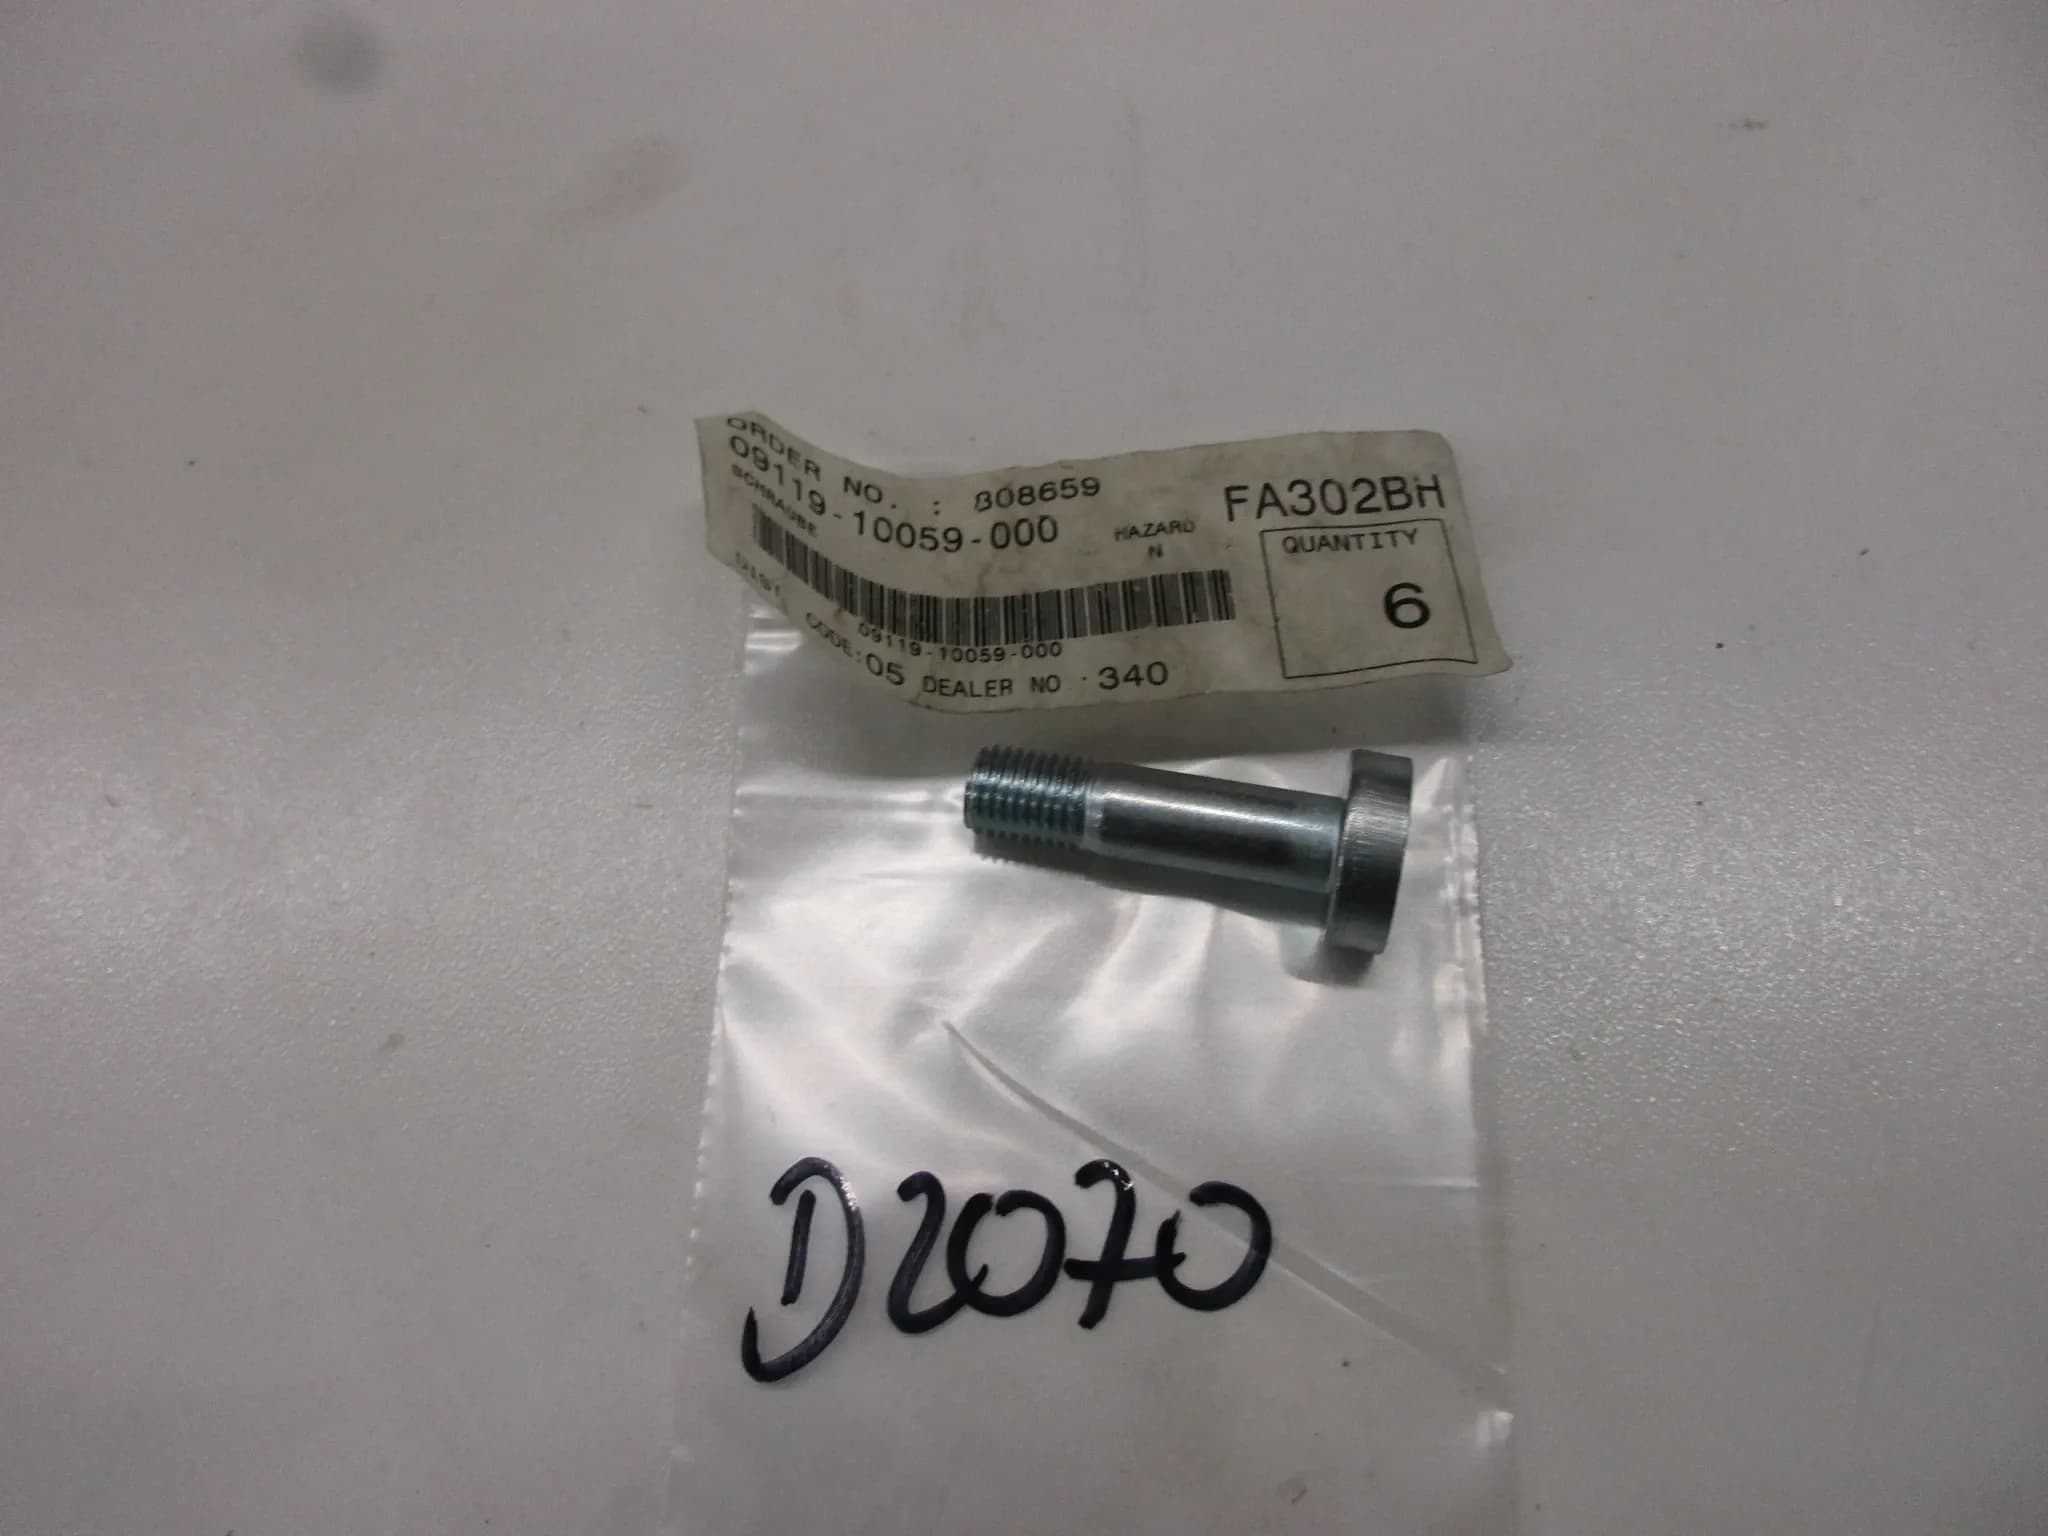 ORDER NO. : B08659
09119-10059-000
SCHRAUBE
HAZARD
N
FA302BH
QUANTITY
6
09119-10059-000
DIST. CODE:05 DEALER NO. 340
D2070